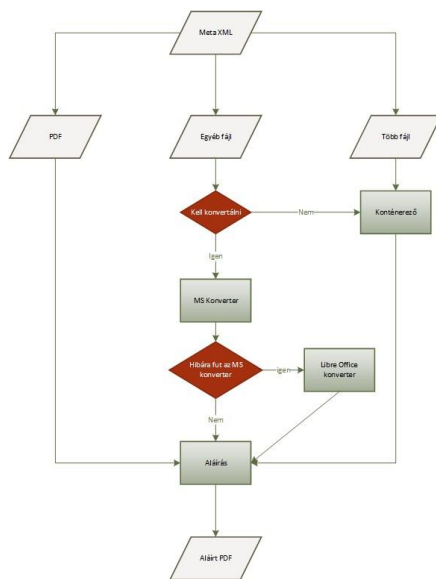 Meta XML
PDF
Egyéb fájl
Több fájl
Kell konvertálni
Nem
Konténerező
Igen
MS Konverter
Hibára fut az MS
konverter
igen
Libre Office
konverter
Nem
Aláírás
Aláírt PDF